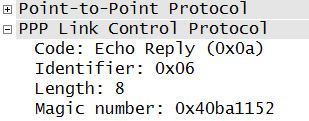 Point-to-Point Protocol
PPP Link Control Protocol
Code: Echo Reply (0x0a)
Identifier: 0x06
Length: 8
Magic number: 0x40ba1152